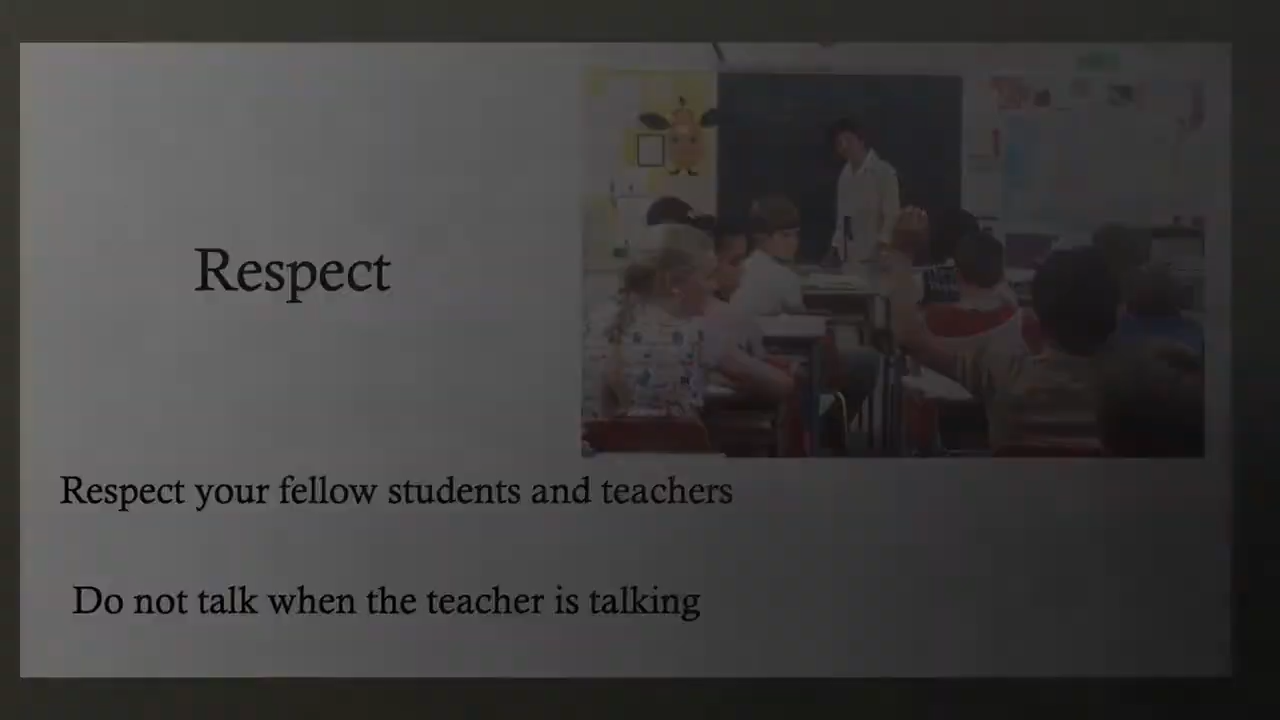 Respect
Respect your fellow students and teachers
Do not talk when the teacher is talking